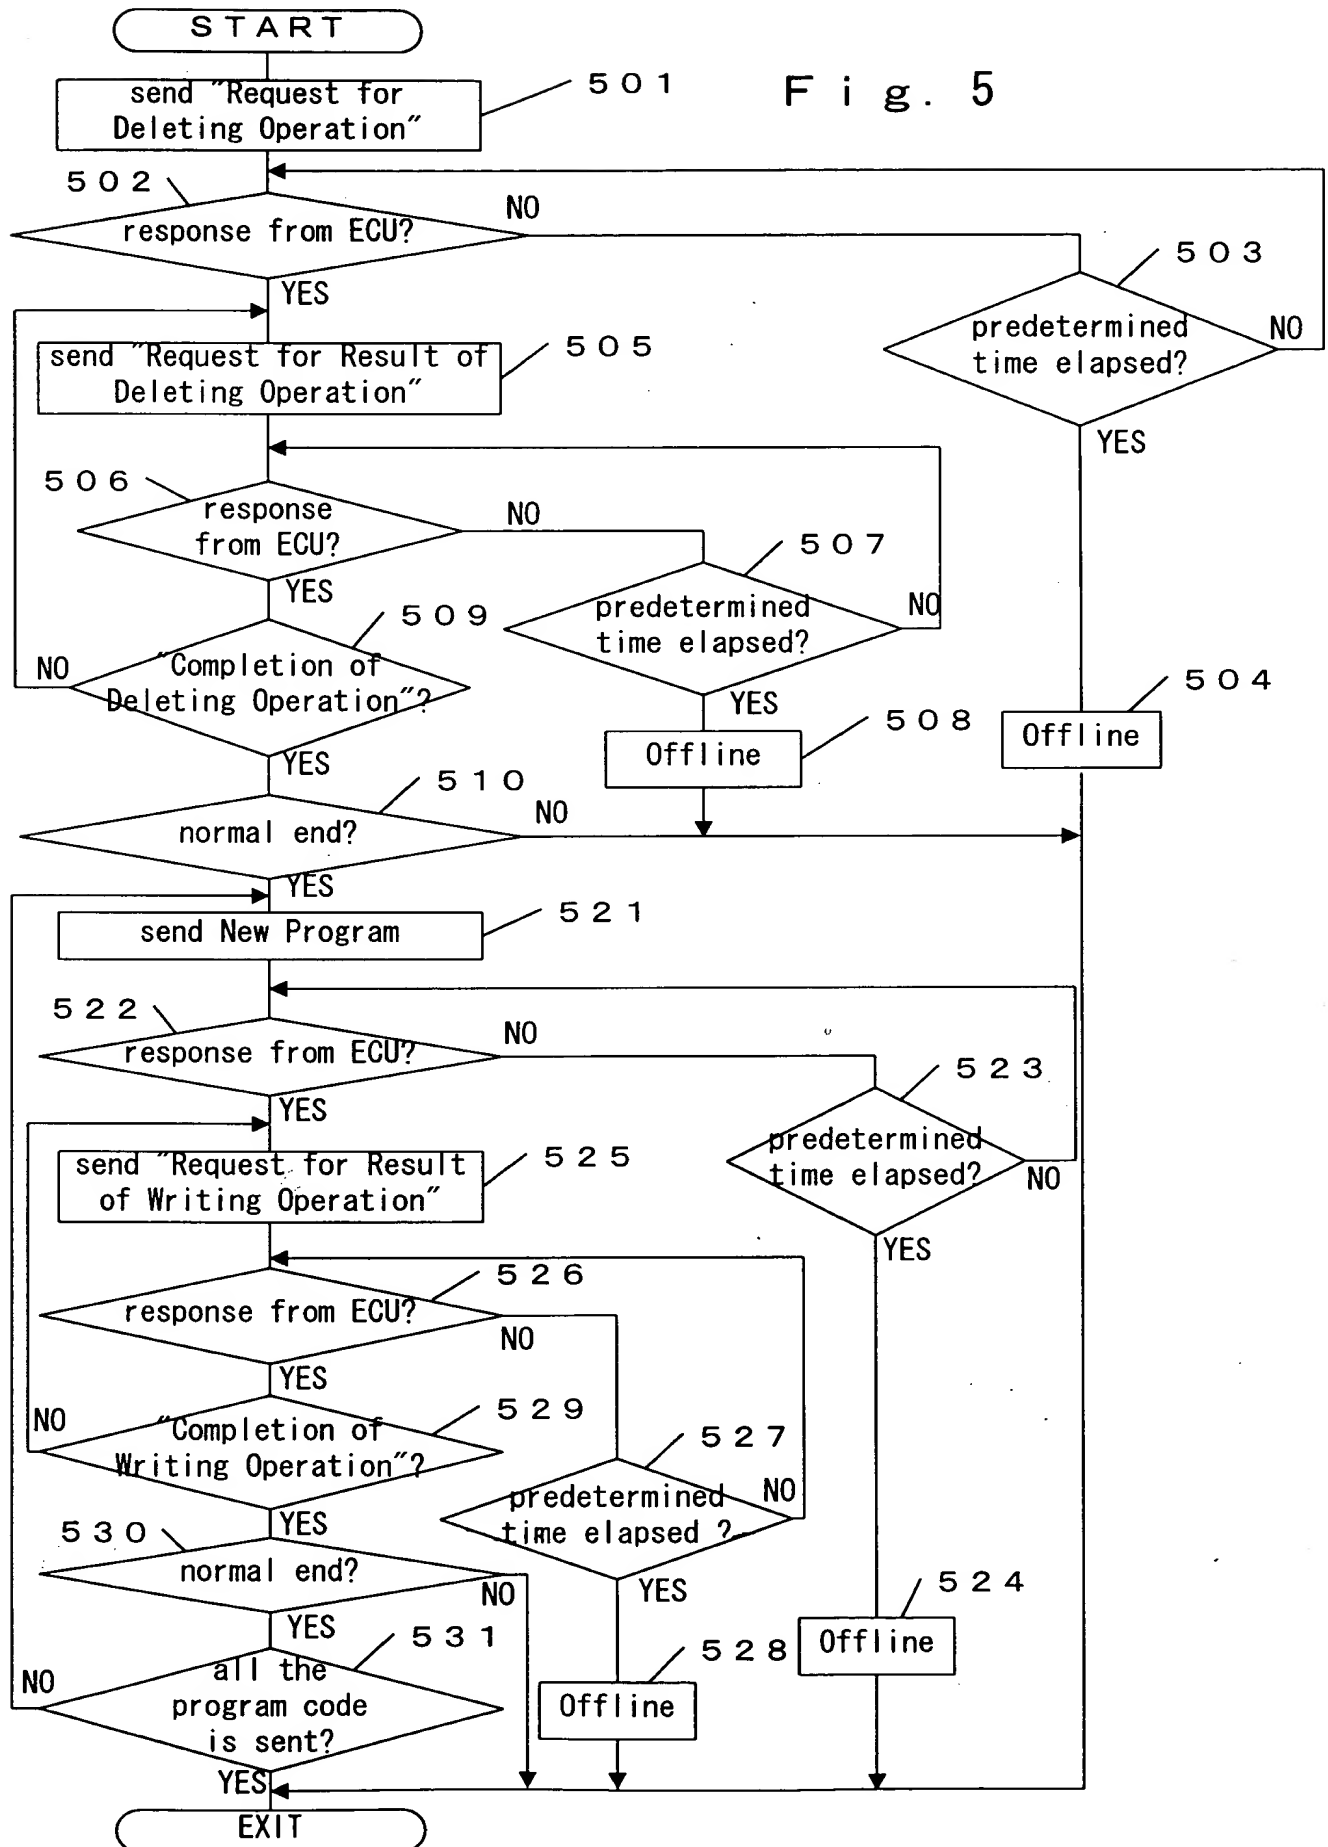 START
send "Request for
Deleting Operation"
501
Fig. 5
502
response from ECU?
NO
YES
503
predetermined
time elapsed?
NO
YES
send "Request for Result of
Deleting Operation"
505
506
response
from ECU?
NO
YES
507
predetermined
time elapsed?
NO
YES
509
"Completion of
Deleting Operation"?
NO
YES
508
Offline
504
Offline
510
normal end?
NO
YES
send New Program
521
522
response from ECU?
NO
YES
523
predetermined
time elapsed?
NO
YES
send "Request for Result
of Writing Operation"
525
526
response from ECU?
NO
YES
529
"Completion of
Writing Operation"?
NO
YES
527
predetermined
time elapsed ?
NO
YES
530
normal end?
NO
YES
524
Offline
531
all the
program code
is sent?
NO
YES
528
Offline
EXIT